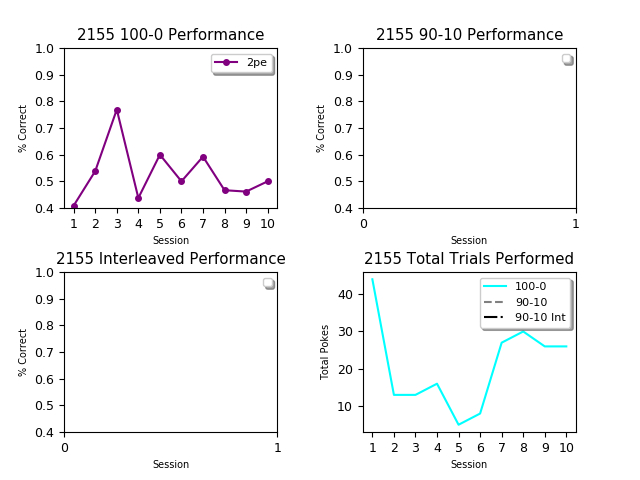 2155 100-0 Performance
1.0
0.9
0.8
0.7
0.6
0.5
0.4
% Correct
2pe
1 2 3 4 5 6 7 8 9 10
Session
2155 90-10 Performance
1.0
0.9
0.8
0.7
0.6
0.5
0.4
% Correct
0 1
Session
2155 Interleaved Performance
1.0
0.9
0.8
0.7
0.6
0.5
0.4
% Correct
0 1
Session
2155 Total Trials Performed
40
30
20
10
Total Pokes
100-0
90-10
90-10 Int
1 2 3 4 5 6 7 8 9 10
Session